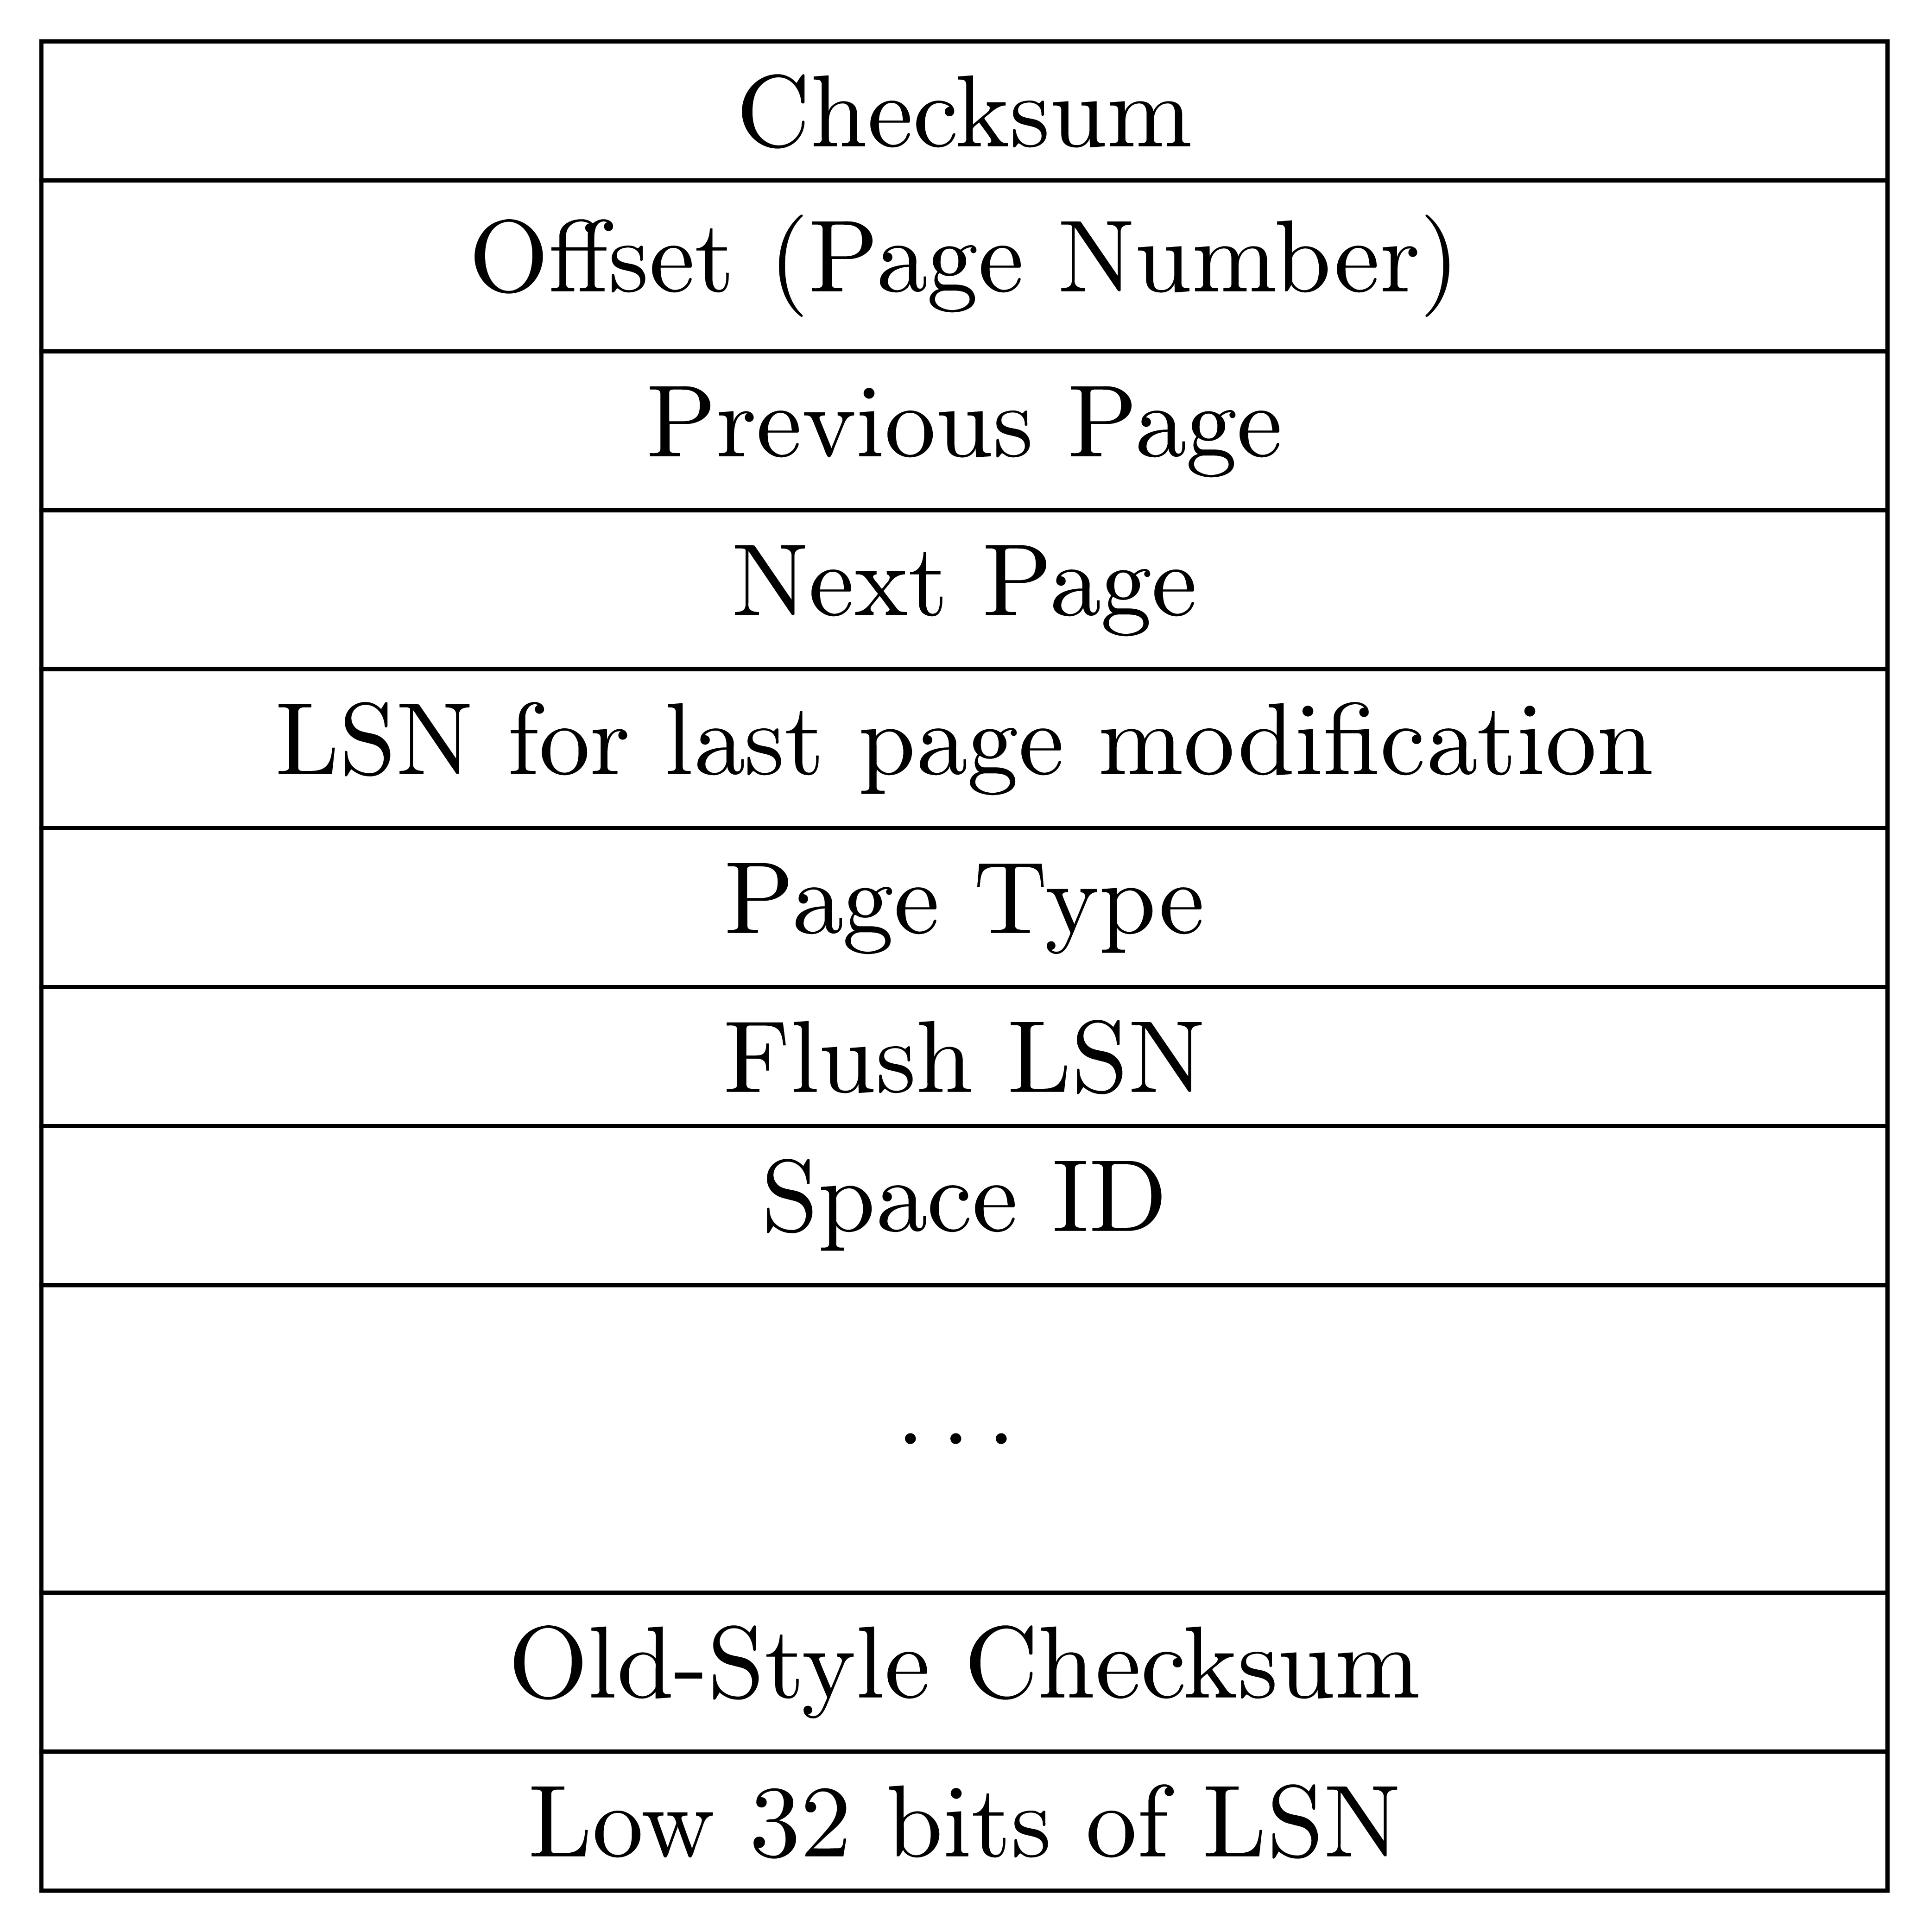 Checksum
Offset (Page Number)
Previous Page
Next Page
LSN for last page modification
Page Type
Flush LSN
Space ID
...
Old-Style Checksum
Low 32 bits of LSN